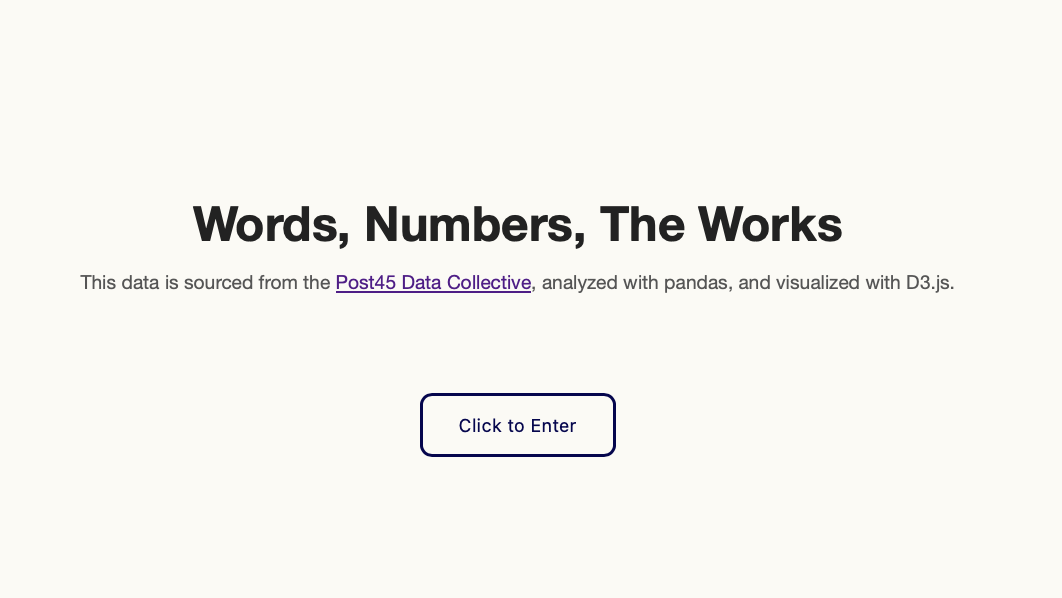 Words, Numbers, The Works
This data is sourced from the Post45 Data Collective, analyzed with pandas, and visualized with D3.js.
Click to Enter